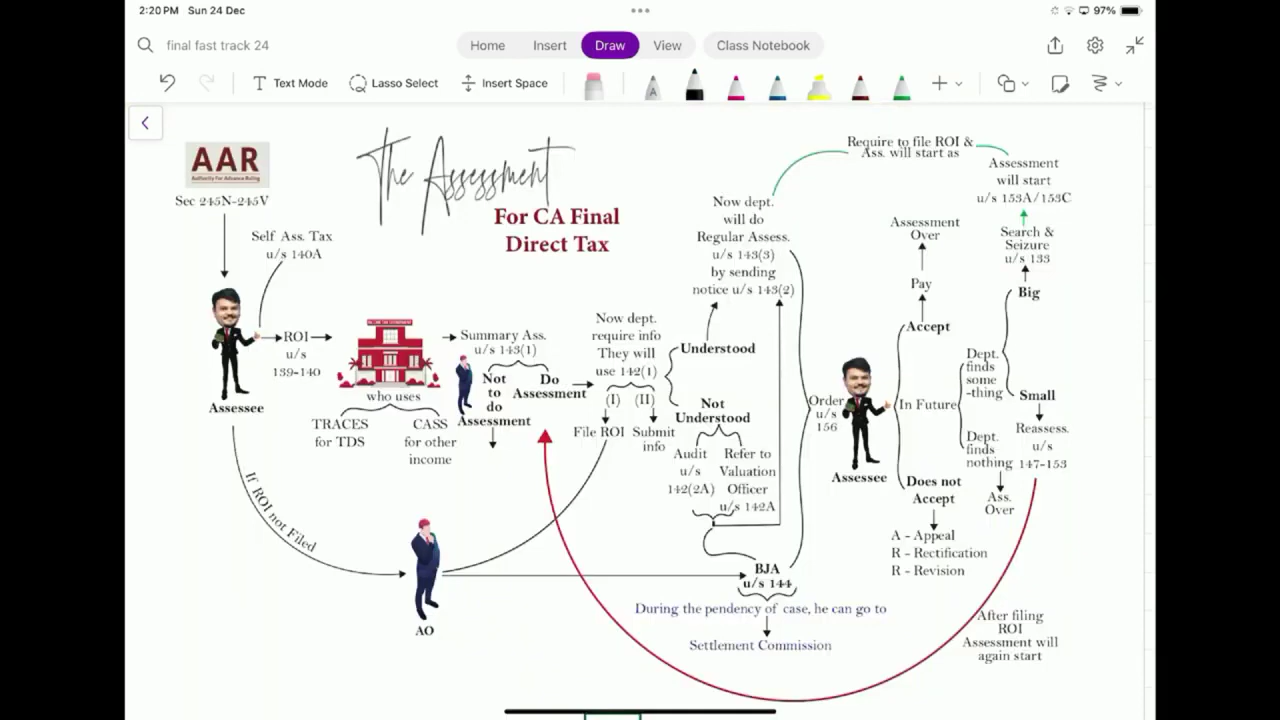 2:20 PM Sun 24 Dec
97%
final fast track 24
Home Insert Draw View Class Notebook
Text Mode Lasso Select Insert Space
A
AAR
Authority for Advance Ruling
Sec 245N-245V
The Assessment
For CA Final
Direct Tax
Self Ass. Tax
u/s 140A
Assessee
ROI
u/s
139-140
INCOME TAX DEPARTMENT
who uses
TRACES
for TDS
CASS
for other
income
Summary Ass.
u/s 143(1)
Not
to
do
Assessment
Do
Assessment
Now dept.
require info
They will
use 142(1)
(I) (II)
File ROI
Submit
info
Understood
Not
Understood
Audit
u/s
142(2A)
Refer to
Valuation
Officer
u/s 142A
Now dept.
will do
Regular Assess.
u/s 143(3)
by sending
notice u/s 143(2)
Require to file ROI &
Ass. will start as
Assessment
will start
u/s 153A/153C
Search &
Seizure
u/s 133
Big
Assessment
Over
Pay
Accept
Order
u/s
156
Assessee
In Future
Dept.
finds
some
-thing
Small
Reassess.
u/s
147-153
Dept.
finds
nothing
Ass.
Over
Does not
Accept
A - Appeal
R - Rectification
R - Revision
If ROI not Filed
AO
BJA
u/s 144
During the pendency of case, he can go to
Settlement Commission
After filing
ROI
Assessment will
again start